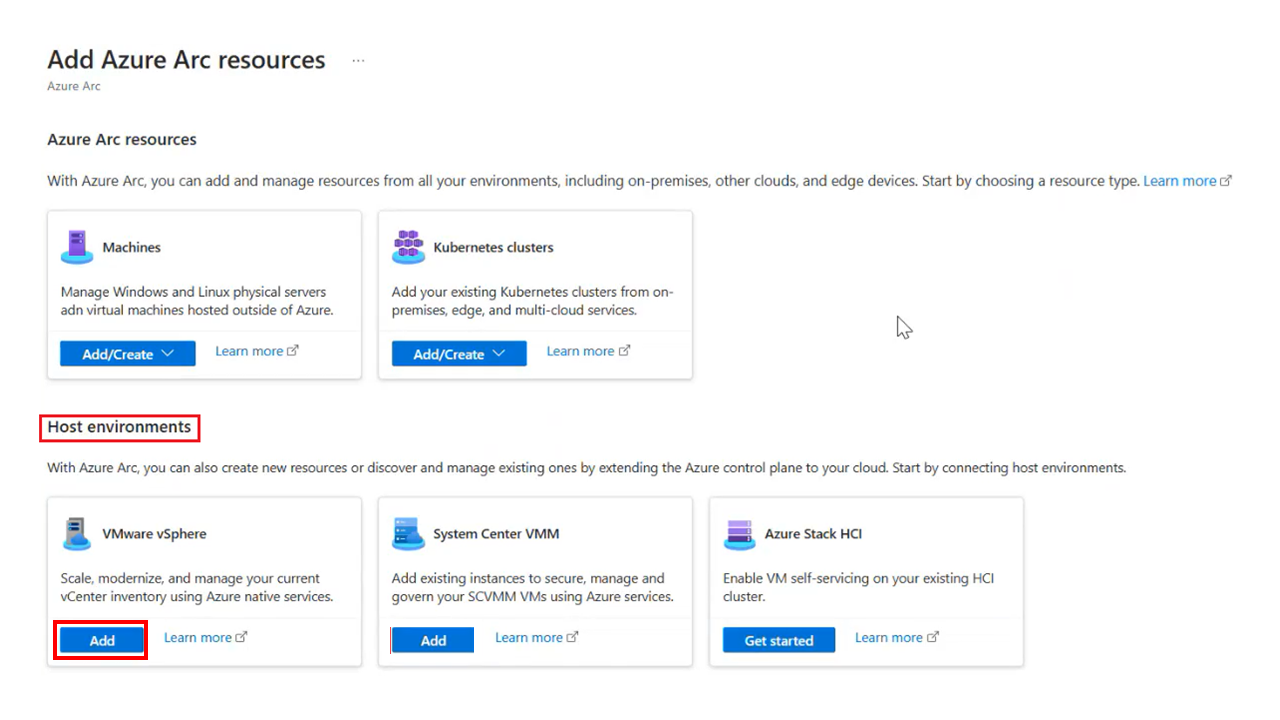 Add Azure Arc resources ...
Azure Arc
Azure Arc resources
With Azure Arc, you can add and manage resources from all your environments, including on-premises, other clouds, and edge devices. Start by choosing a resource type. Learn more
Machines
Manage Windows and Linux physical servers
adn virtual machines hosted outside of Azure.
Add/Create
Learn more
Kubernetes clusters
Add your existing Kubernetes clusters from on-
premises, edge, and multi-cloud services.
Add/Create
Learn more
Host environments
With Azure Arc, you can also create new resources or discover and manage existing ones by extending the Azure control plane to your cloud. Start by connecting host environments.
VMware vSphere
Scale, modernize, and manage your current
vCenter inventory using Azure native services.
Add
Learn more
System Center VMM
Add existing instances to secure, manage and
govern your SCVMM VMs using Azure services.
Add
Learn more
Azure Stack HCI
Enable VM self-servicing on your existing HCI
cluster.
Get started
Learn more